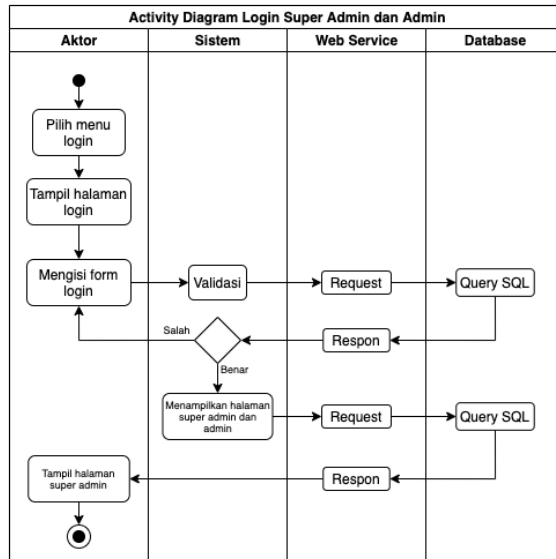 Activity Diagram Login Super Admin dan Admin
Aktor
Sistem
Web Service
Database
Pilih menu
login
Tampil halaman
login
Mengisi form
login
Validasi
Request
Query SQL
Salah
Respon
Benar
Menampilkan halaman
super admin dan
admin
Request
Query SQL
Tampil halaman
super admin
Respon